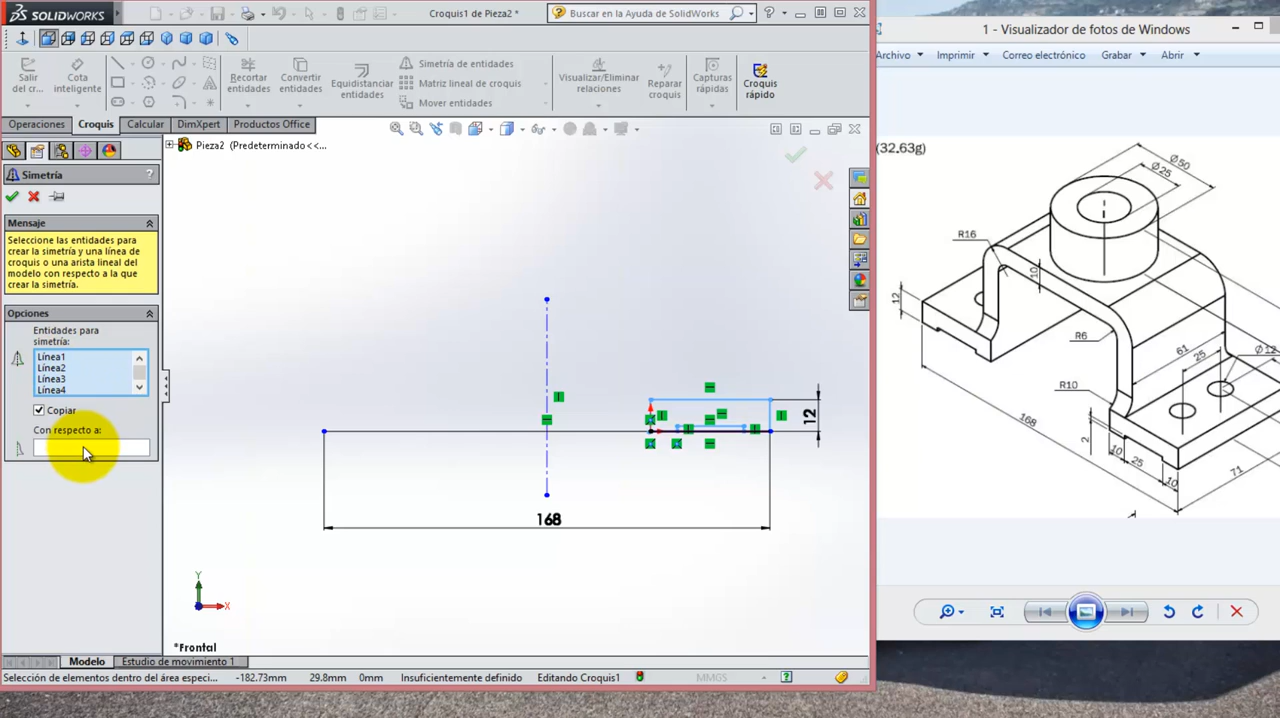 SOLIDWORKS
Croquis1 de Pieza2 *
Buscar en la Ayuda de SolidWorks
1 - Visualizador de fotos de Windows
Archivo
Imprimir
Correo electrónico
Grabar
Abrir
Salir
del cr...
Cota
inteligente
Recortar
entidades
Convertir
entidades
Equidistanciar
entidades
Simetría de entidades
Matriz lineal de croquis
Mover entidades
Visualizar/Eliminar
relaciones
Reparar
croquis
Capturas
rápidas
Croquis
rápido
Operaciones
Croquis
Calcular
DimXpert
Productos Office
Pieza2 (Predeterminado<<...
Simetría
?
Mensaje
Seleccione las entidades para
crear la simetría y una línea de
croquis o una arista lineal del
modelo con respecto a la que
crear la simetría.
Opciones
Entidades para
simetría:
Línea1
Línea2
Línea3
Línea4
Copiar
Con respecto a:
12
168
Y
X
*Frontal
Modelo
Estudio de movimiento 1
Selección de elementos dentro del área especi...
-182.73mm
29.8mm
0mm
Insuficientemente definido
Editando Croquis1
MMGS
(32.63g)
Ø50
Ø25
R16
10
12
R6
61
25
Ø12
R10
168
2
10
25
10
71